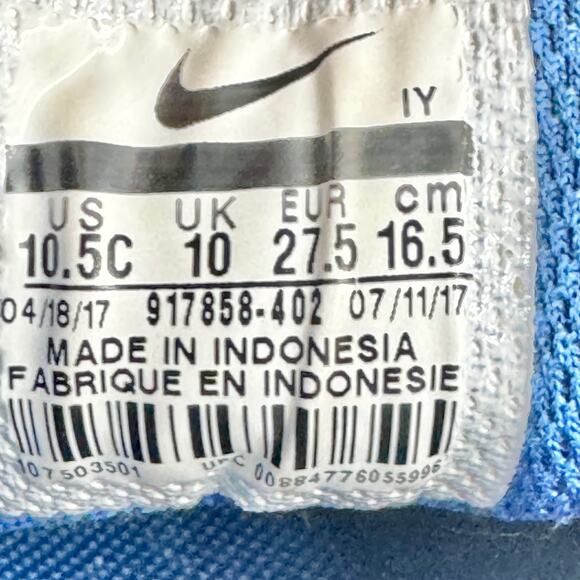 IY
US UK EUR cm
10.5C 10 27.5 16.5
04/18/17 917858-402 07/11/17
MADE IN INDONESIA
FABRIQUE EN INDONESIE
107503501 UPC 00884776055996